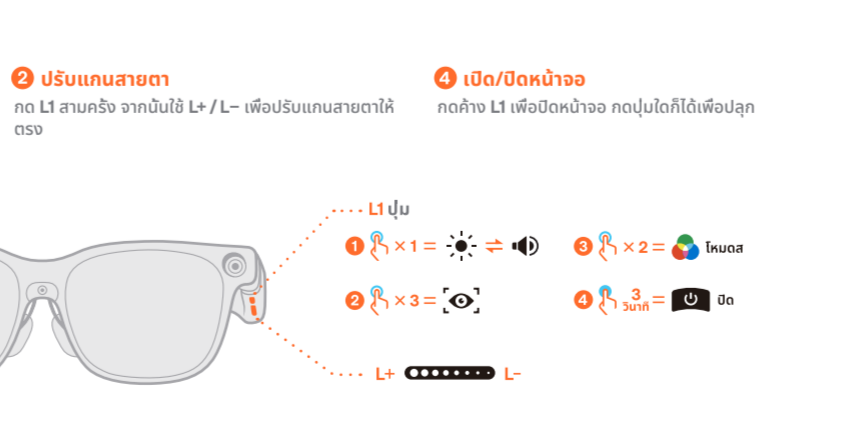 2 ปรับแกนสายตา
กด L1 สามครั้ง จากนั้นใช้ L+ / L− เพื่อปรับแกนสายตาให้
ตรง
4 เปิด/ปิดหน้าจอ
กดค้าง L1 เพื่อปิดหน้าจอ กดปุ่มใดก็ได้เพื่อปลุก
L1 ปุ่ม
1 × 1 = ⇌
3 × 2 = โหมดส
2 × 3 =
4 3 วินาที = ปิด
L+ L−